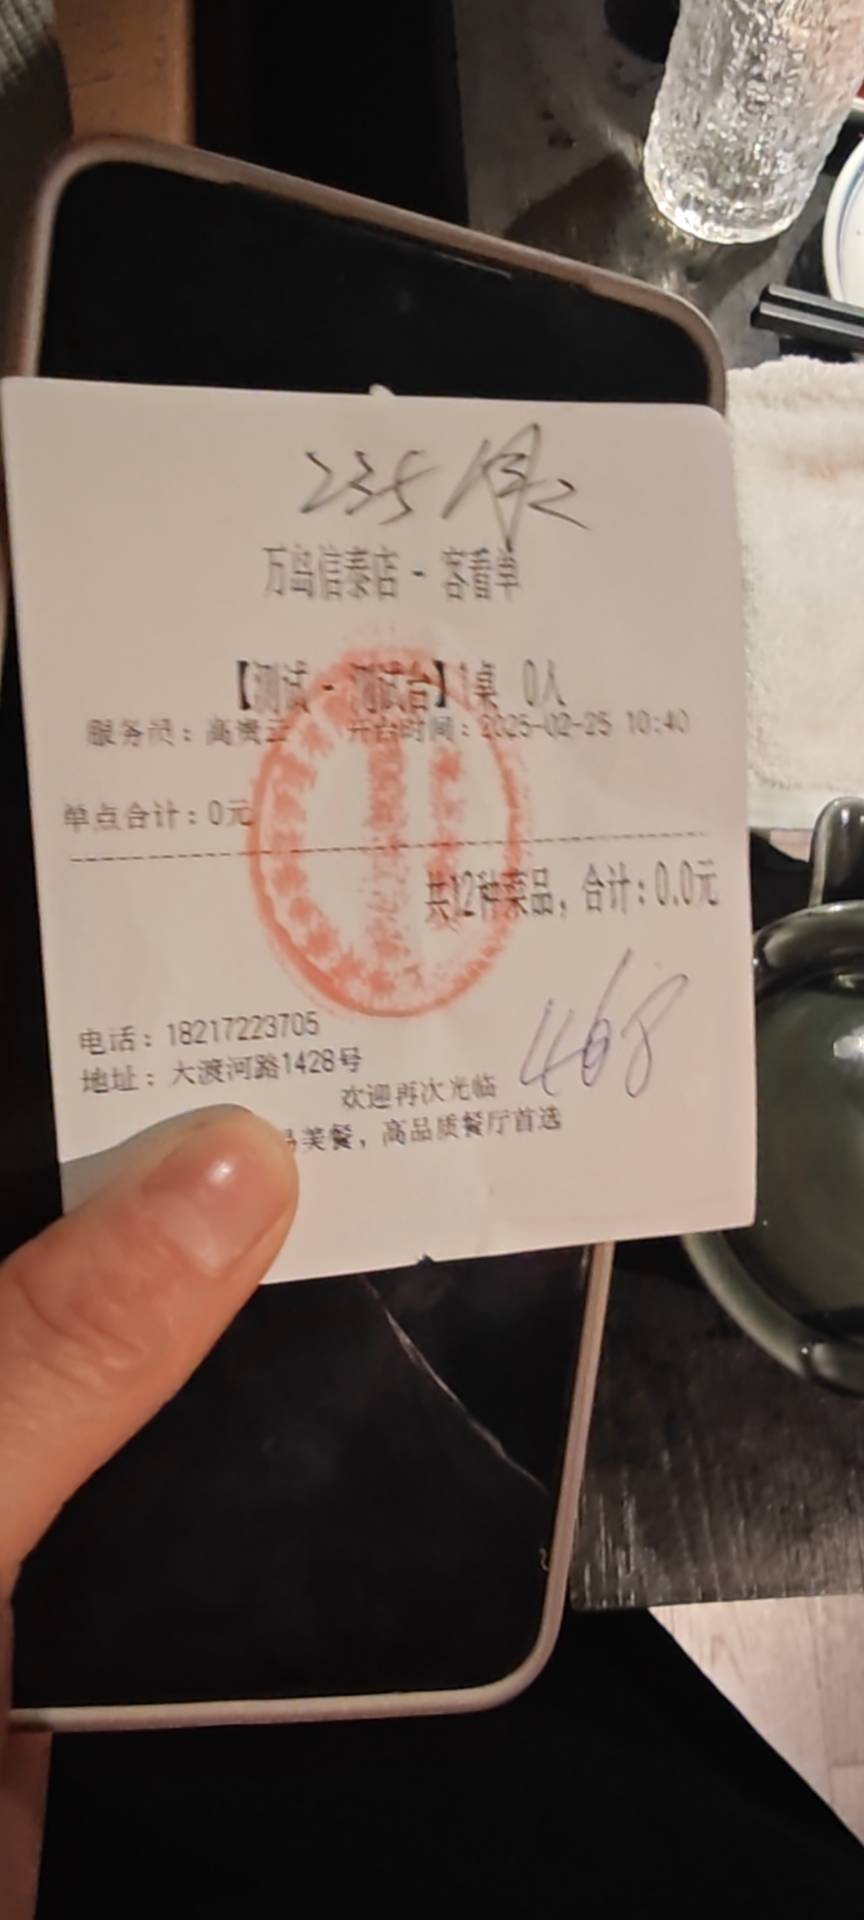 235
万岛信泰店 - 客看单
【测试 - 测试台】1桌 0人
服务员：高 开台时间：2025-02-25 10:40
单点合计：0元
共12种菜品，合计：0.0元
468
电话：18217223705
地址：大渡河路1428号
欢迎再次光临
易美餐，高品质餐厅首选